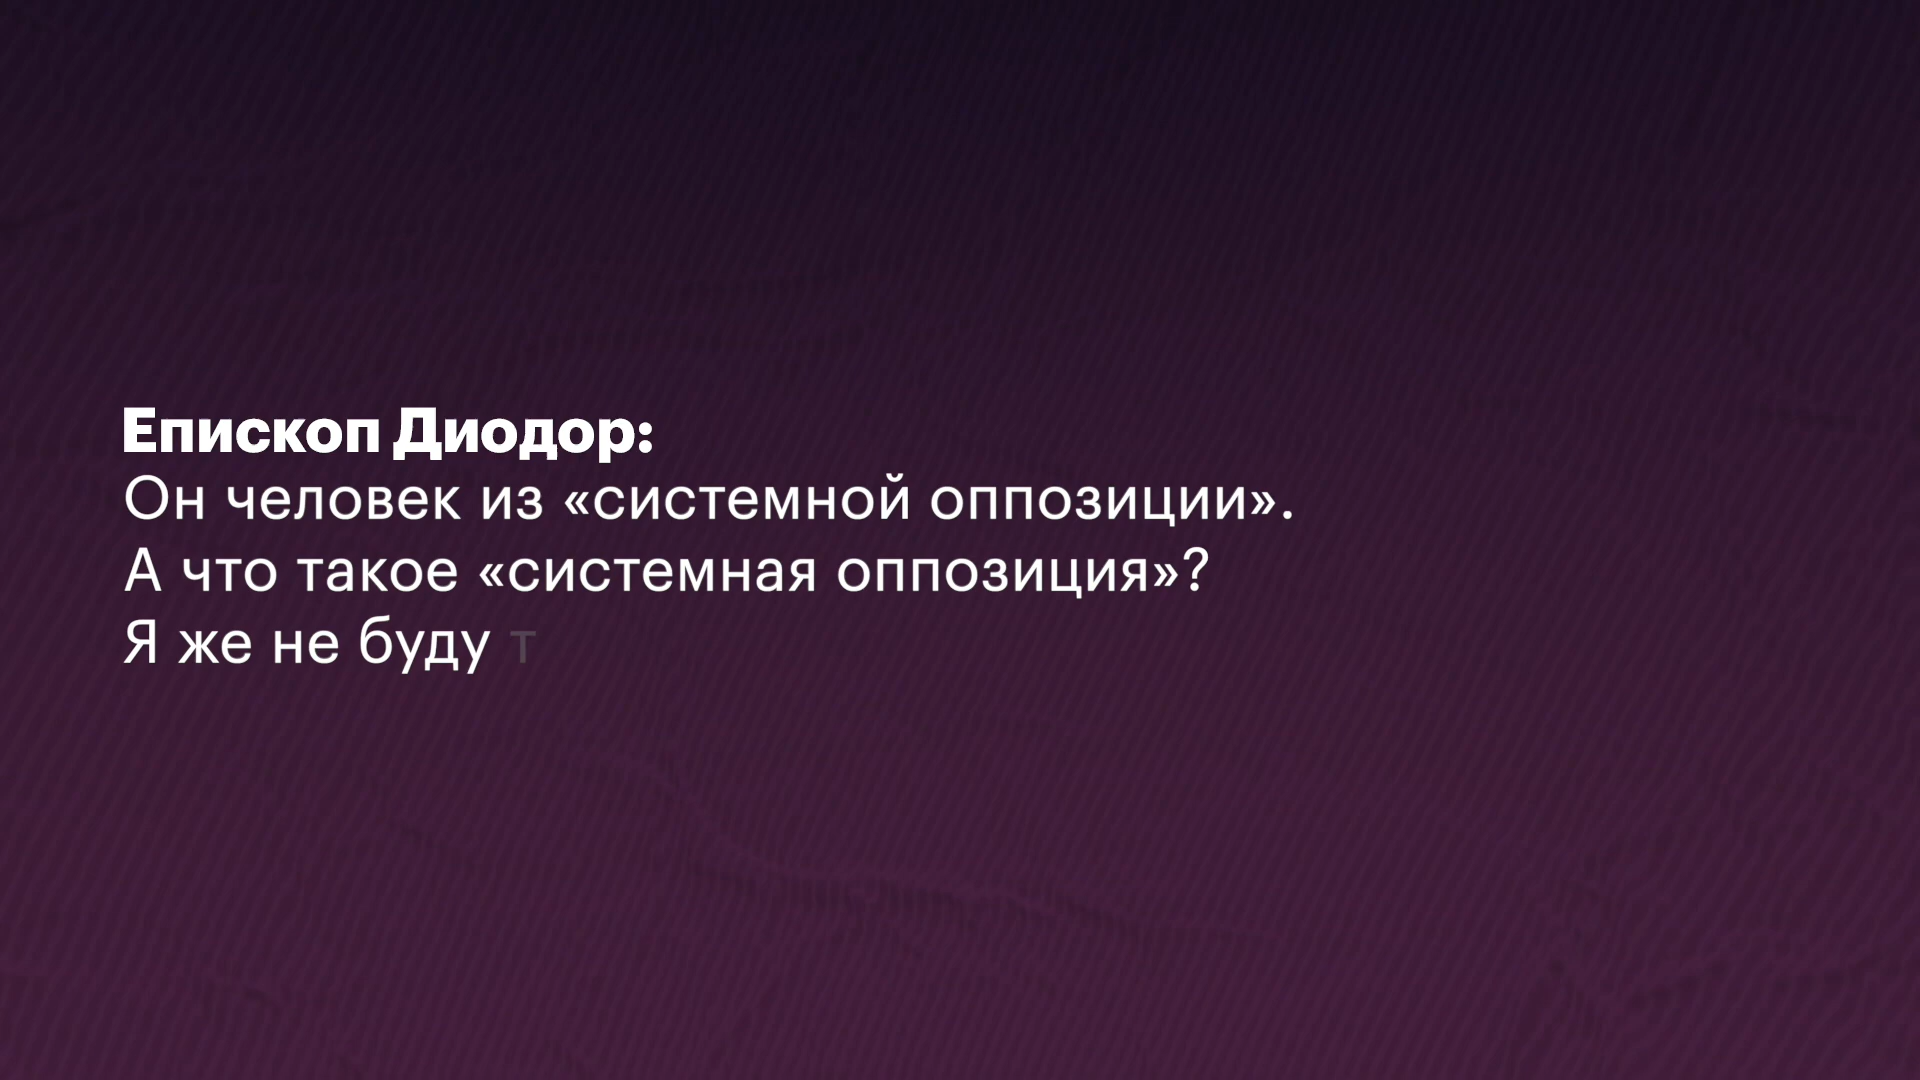 Епископ Диодор:
Он человек из «системной оппозиции».
А что такое «системная оппозиция»?
Я же не буду т